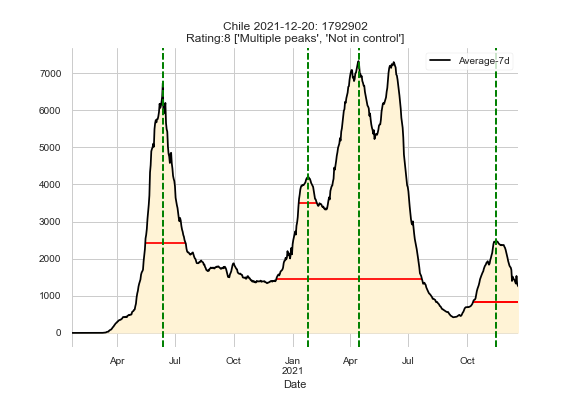 Chile 2021-12-20: 1792902
Rating:8 ['Multiple peaks', 'Not in control']
Average-7d
7000
6000
5000
4000
3000
2000
1000
0
Apr Jul Oct Jan Apr Jul Oct
2021
Date